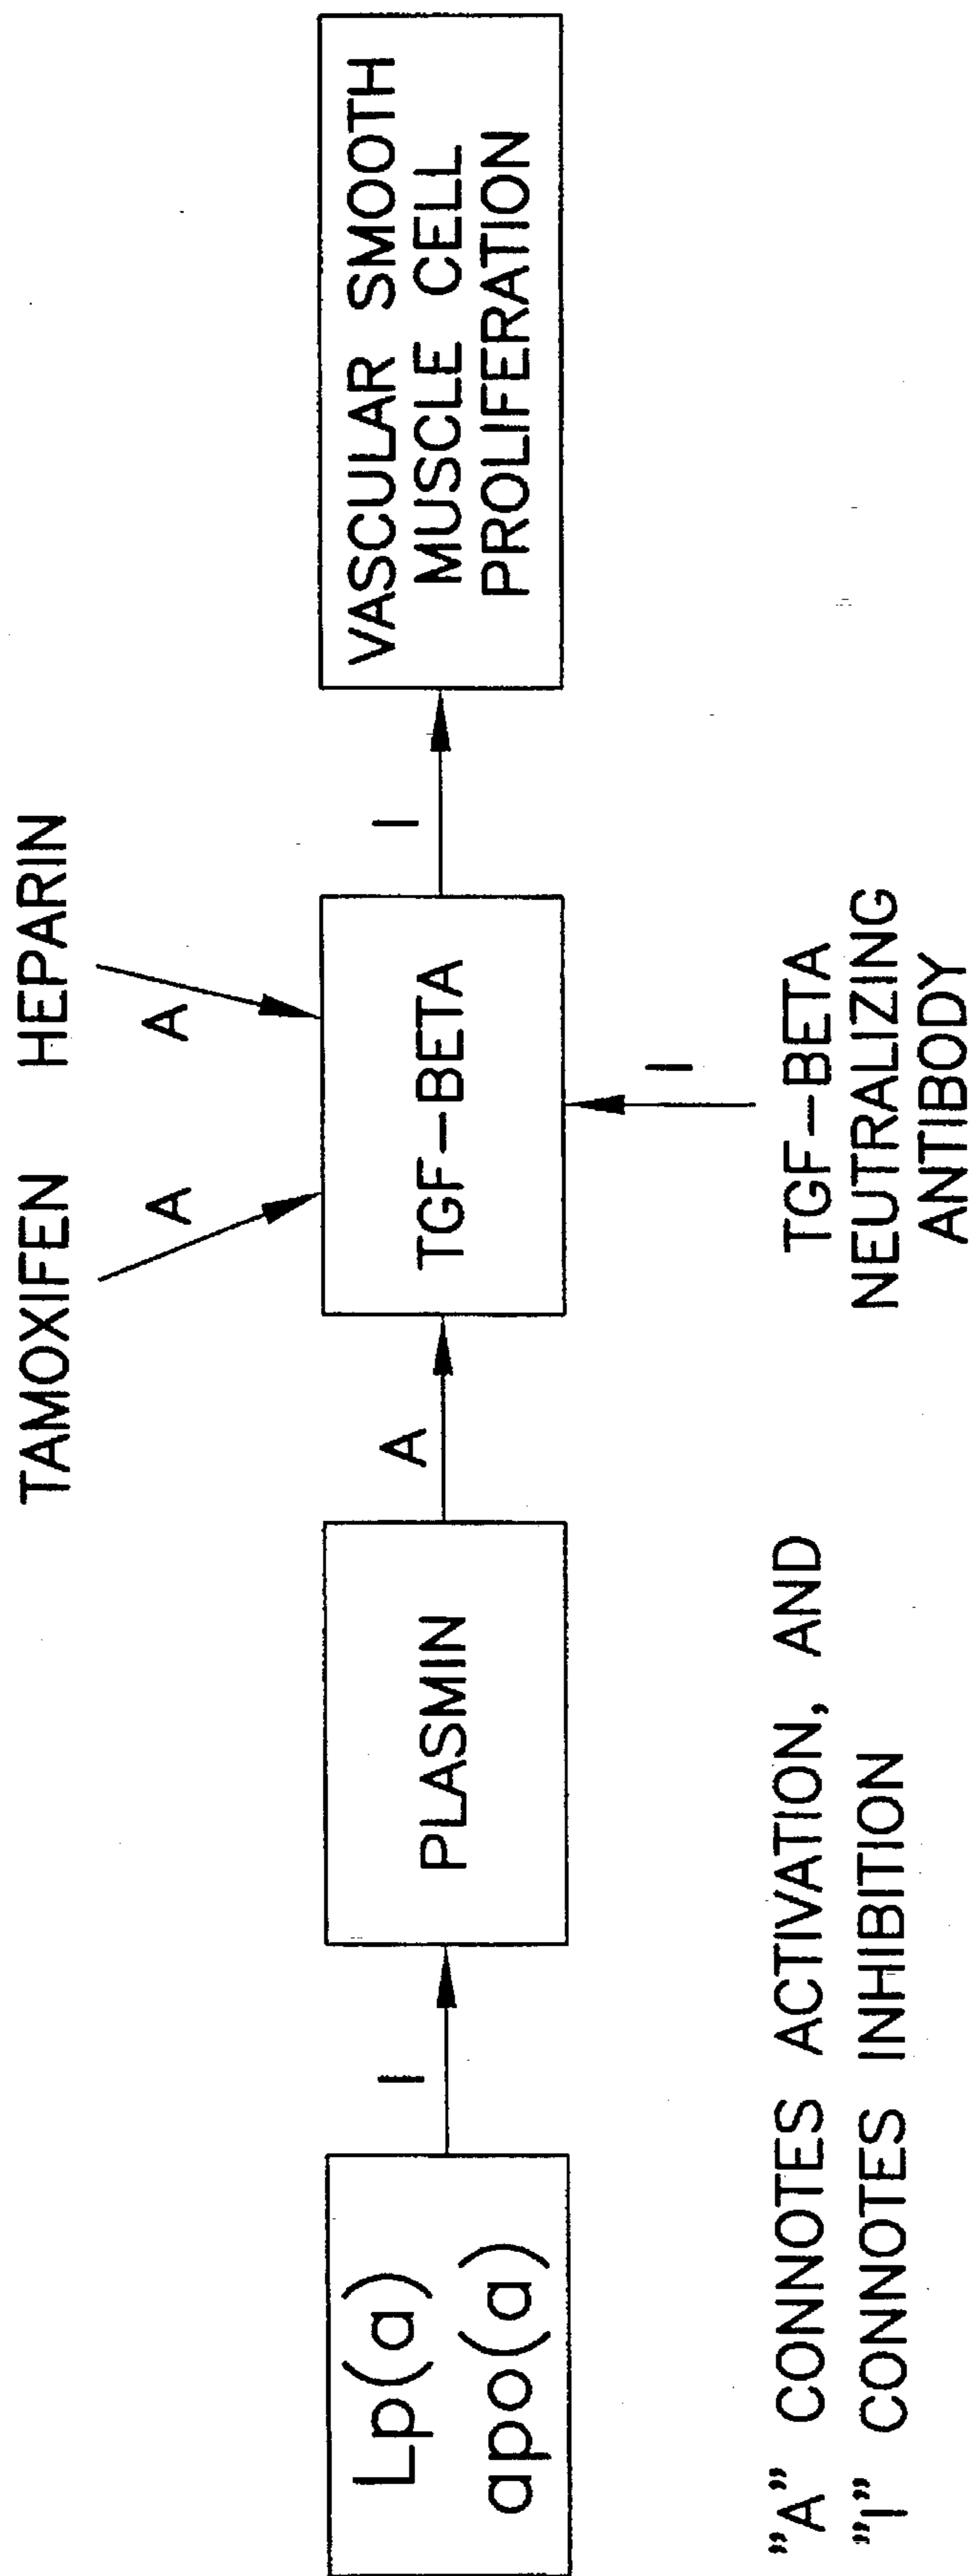 TAMOXIFEN HEPARIN
A A
Lp(a)
apo(a)
I
PLASMIN
A
TGF-BETA
I
VASCULAR SMOOTH
MUSCLE CELL
PROLIFERATION
I
TGF-BETA
NEUTRALIZING
ANTIBODY
"A" CONNOTES ACTIVATION, AND
"I" CONNOTES INHIBITION